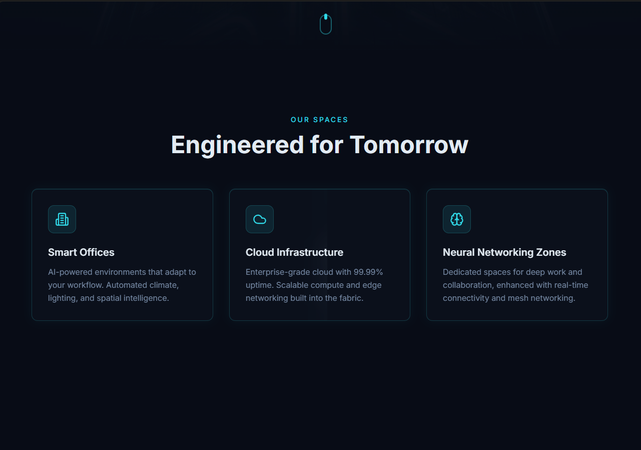 OUR SPACES
Engineered for Tomorrow
Smart Offices
AI-powered environments that adapt to
your workflow. Automated climate,
lighting, and spatial intelligence.
Cloud Infrastructure
Enterprise-grade cloud with 99.99%
uptime. Scalable compute and edge
networking built into the fabric.
Neural Networking Zones
Dedicated spaces for deep work and
collaboration, enhanced with real-time
connectivity and mesh networking.